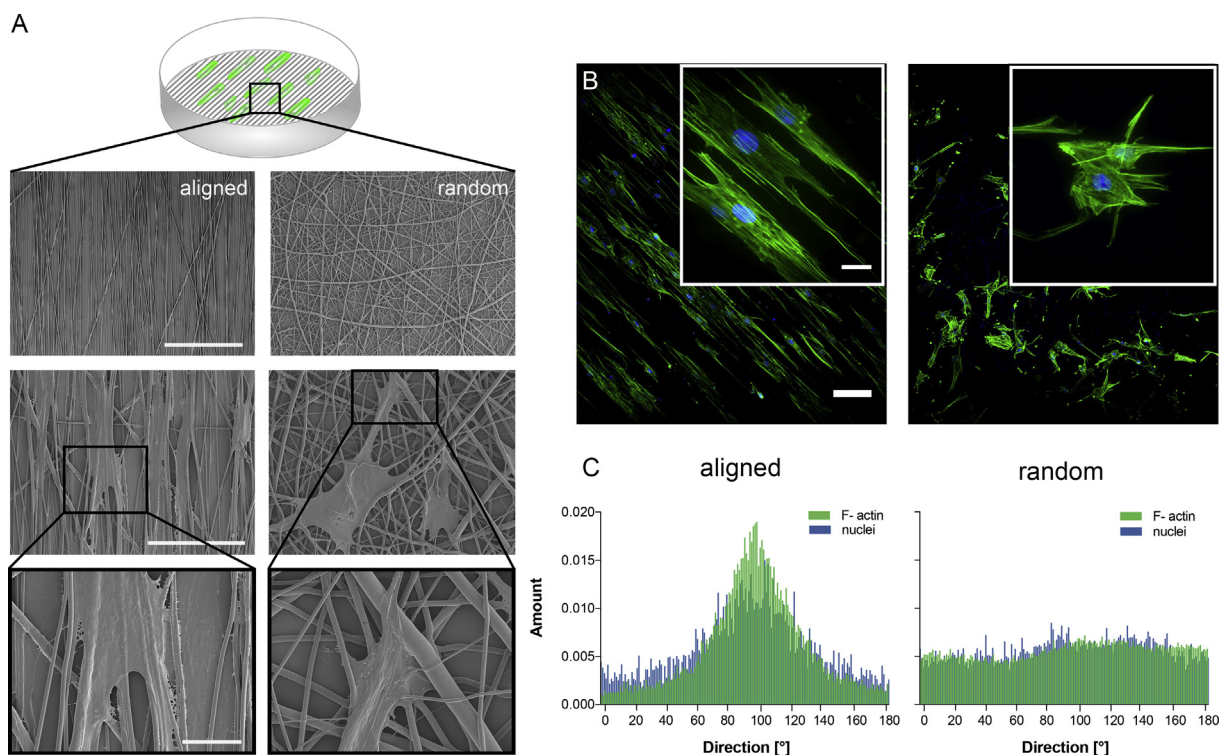 A
aligned
random
B
C
aligned
random
F- actin
nuclei
F- actin
nuclei
Amount
0.020
0.015
0.010
0.005
0.000
0 20 40 60 80 100 120 140 160 180
0 20 40 60 80 100 120 140 160 180
Direction [°]
Direction [°]